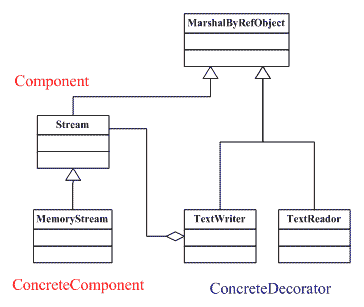 MarshalByRefObject
Component
Stream
MemoryStream
TextWriter
TextReador
ConcreteComponent
ConcreteDecorator